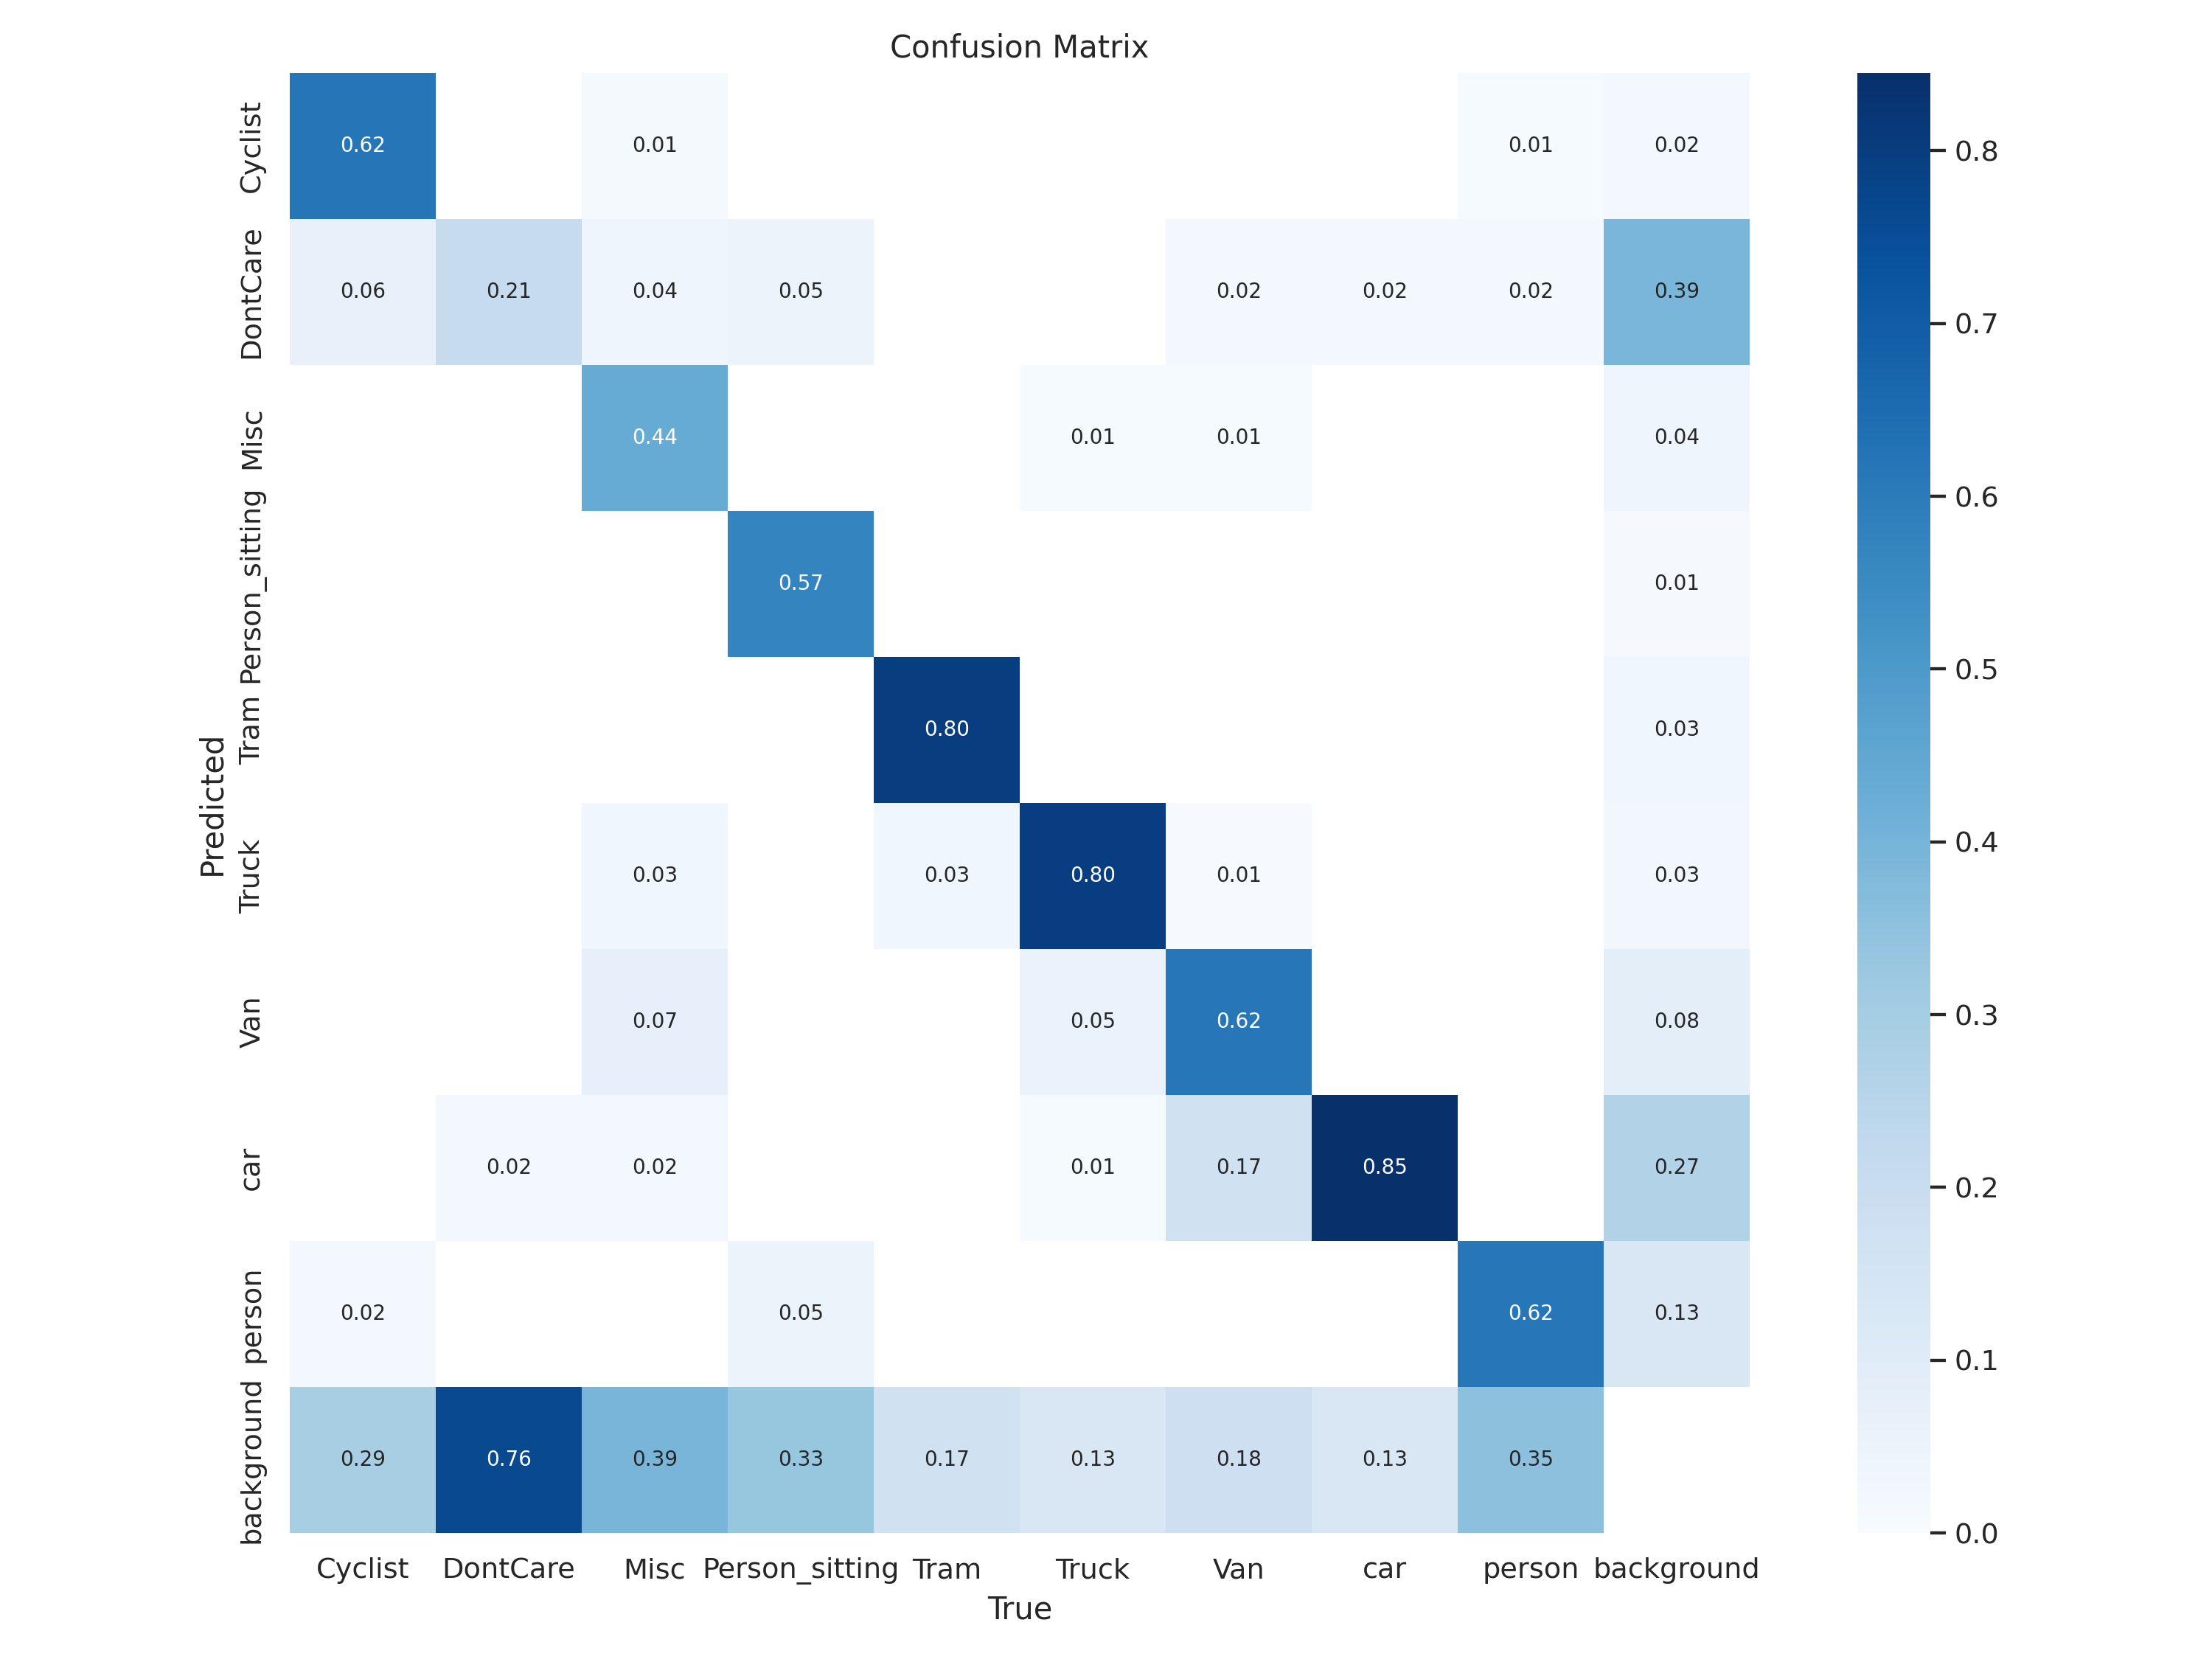 Confusion Matrix
Cyclist 0.62 0.01 0.01 0.02
DontCare 0.06 0.21 0.04 0.05 0.02 0.02 0.02 0.39
Misc 0.44 0.01 0.01 0.04
Person_sitting 0.57 0.01
Tram 0.80 0.03
Truck 0.03 0.03 0.80 0.01 0.03
Van 0.07 0.05 0.62 0.08
car 0.02 0.02 0.01 0.17 0.85 0.27
person 0.02 0.05 0.62 0.13
background 0.29 0.76 0.39 0.33 0.17 0.13 0.18 0.13 0.35
Predicted
Cyclist DontCare Misc Person_sitting Tram Truck Van car person background
True
0.8
0.7
0.6
0.5
0.4
0.3
0.2
0.1
0.0